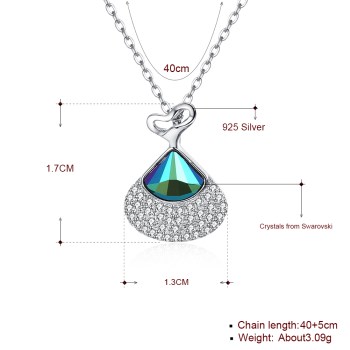 40cm
925 Silver
1.7CM
Crystals from Swarovski
1.3CM
Chain length:40+5cm
Weight: About3.09g